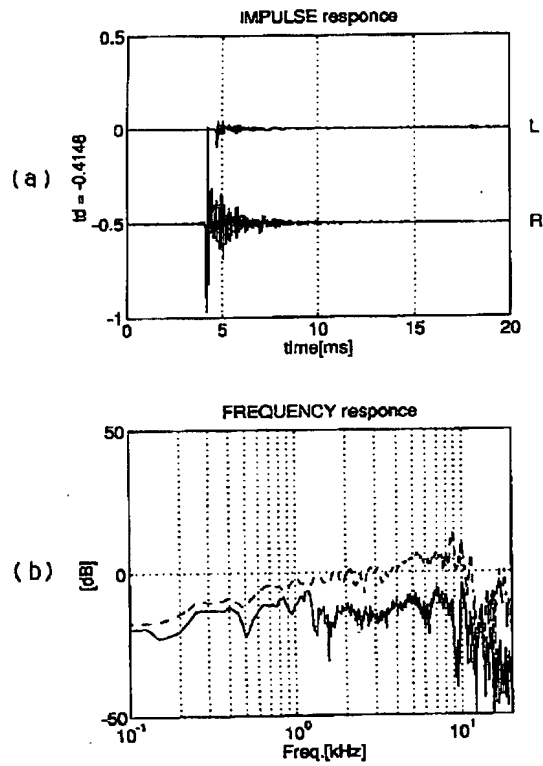 IMPULSE responce
0.5
0
-0.5
-1
td = -0.4148
(a)
L
R
0 5 10 15 20
time[ms]
FREQUENCY responce
50
0
-50
[dB]
(b)
10^-1 10^0 10^1
Freq.[kHz]